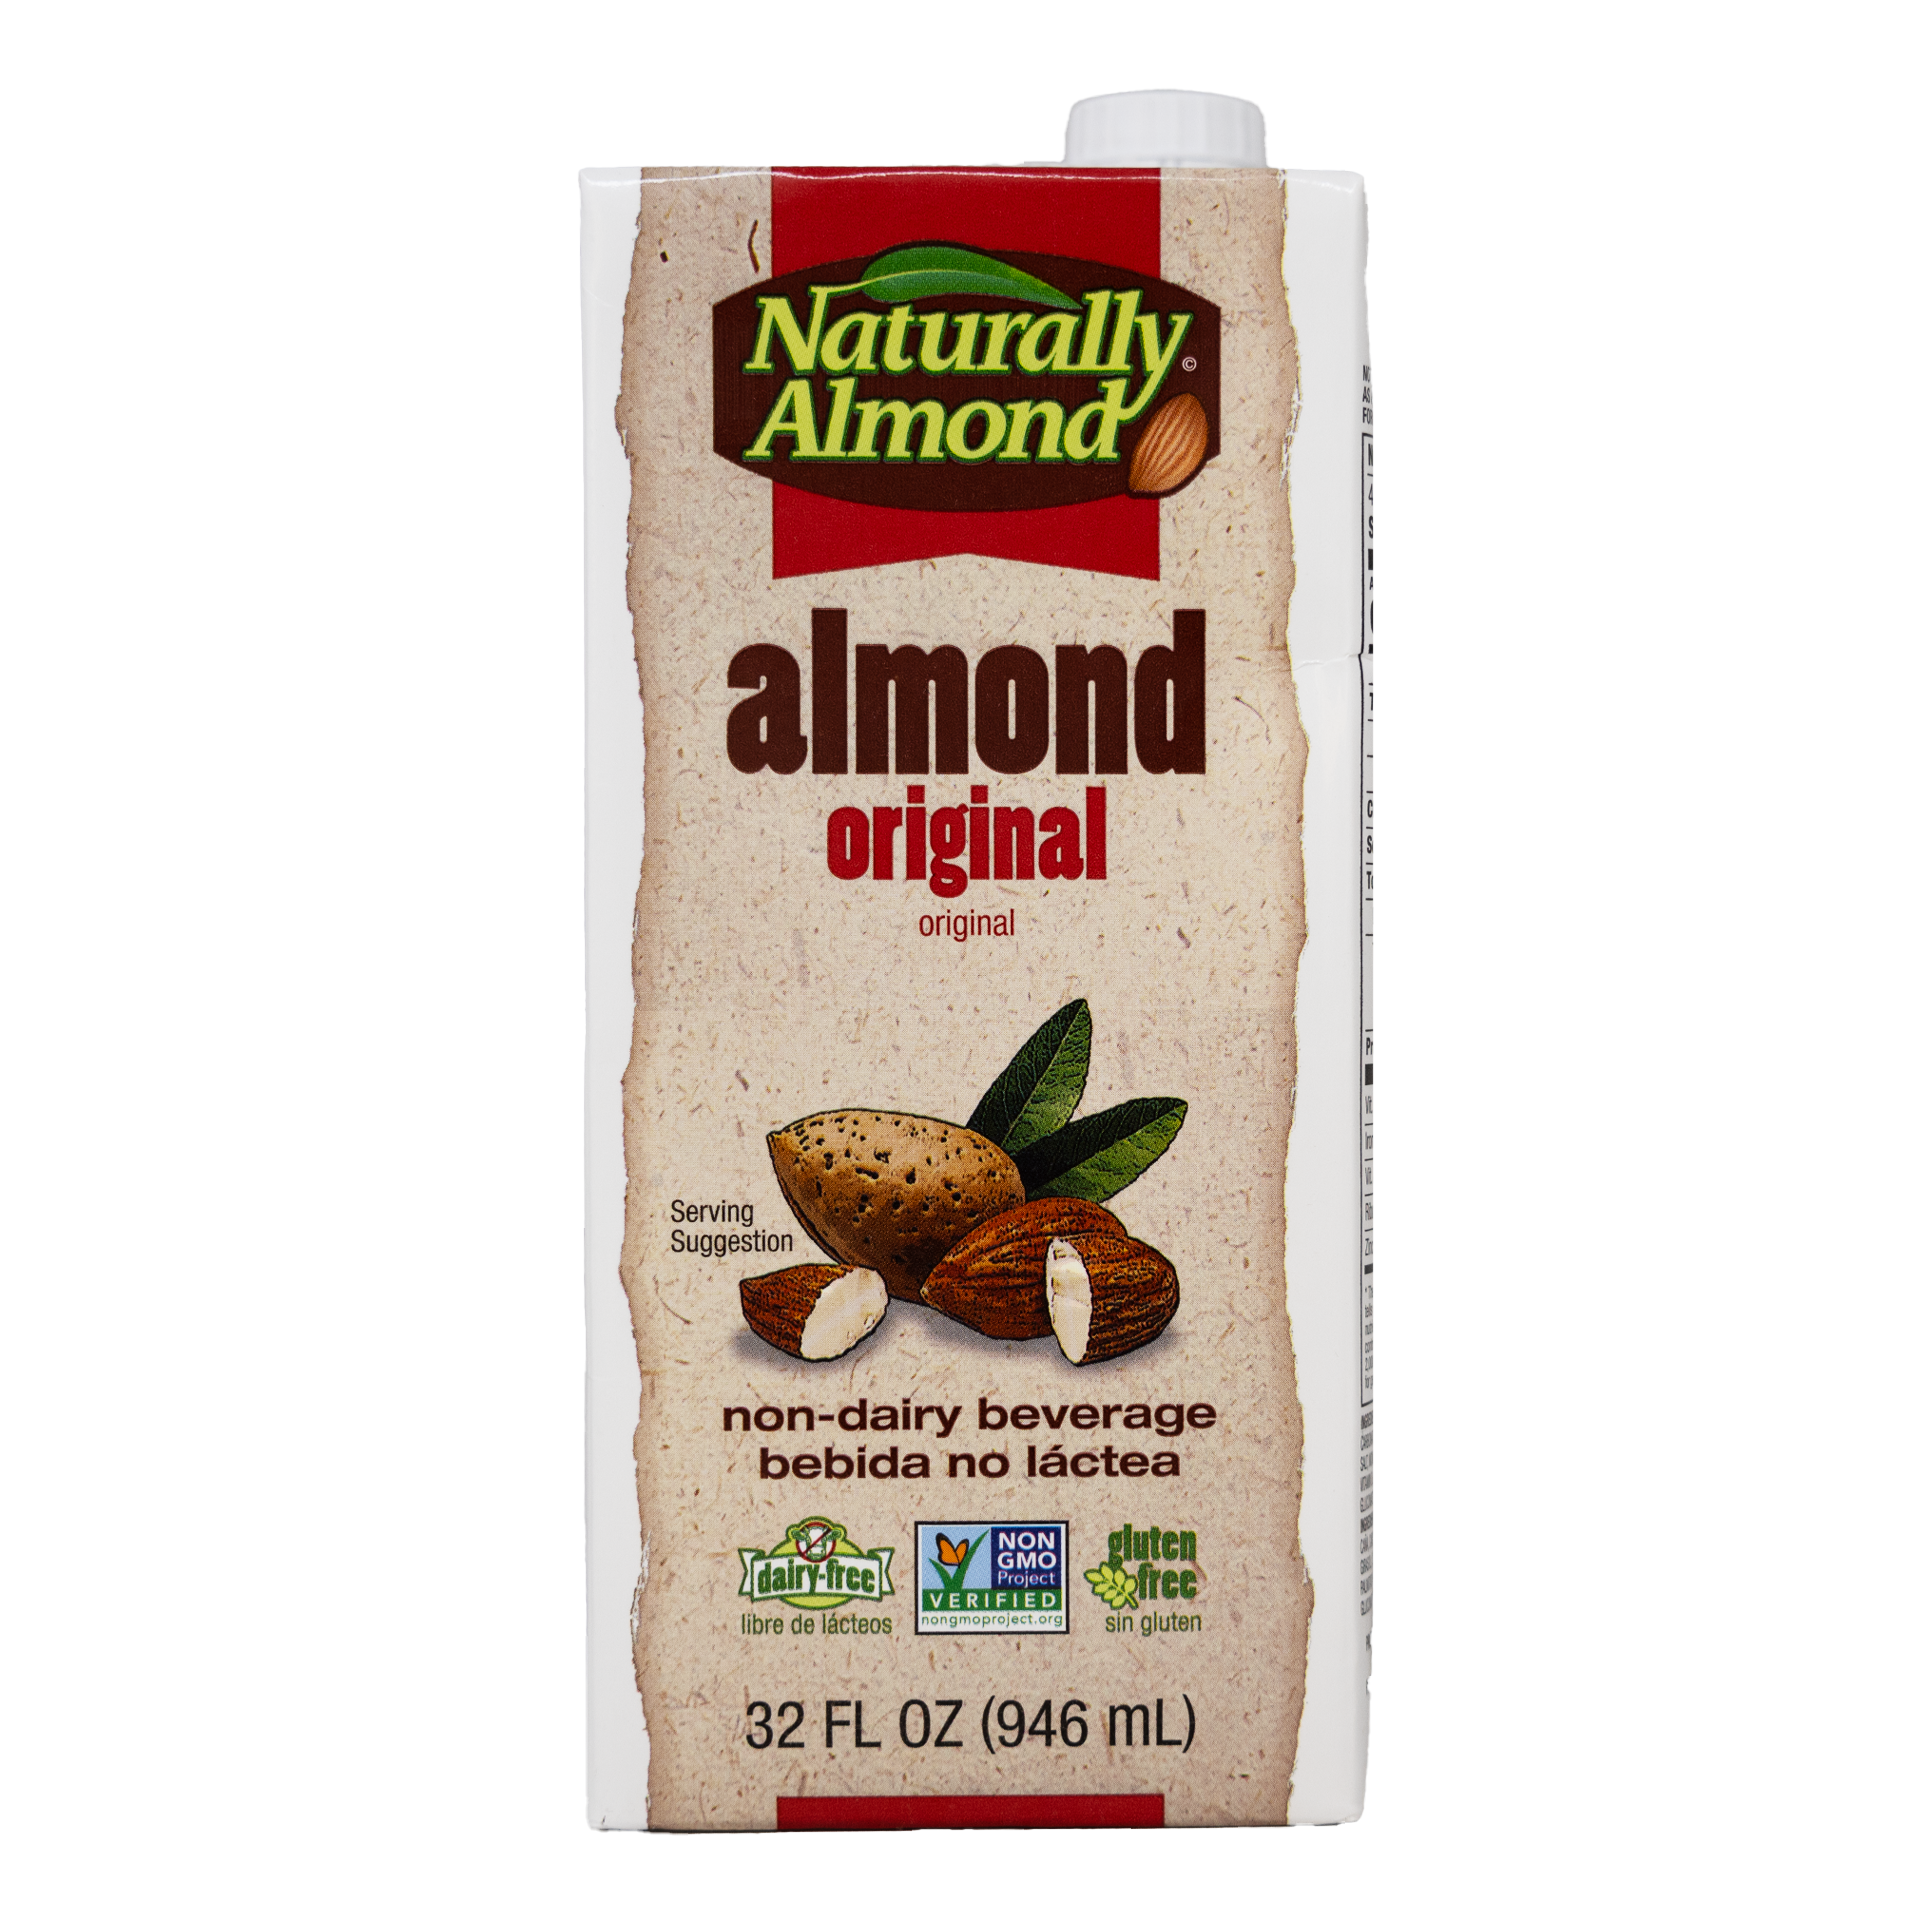 Naturally
Almond
©
almond
original
original
Serving
Suggestion
non-dairy beverage
bebida no láctea
dairy-free
libre de lácteos
NON
GMO
Project
VERIFIED
nongmoproject.org
gluten
free
sin gluten
32 FL OZ (946 mL)